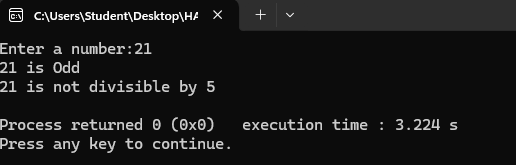 C:\Users\Student\Desktop\HA
Enter a number:21
21 is Odd
21 is not divisible by 5
Process returned 0 (0x0)   execution time : 3.224 s
Press any key to continue.